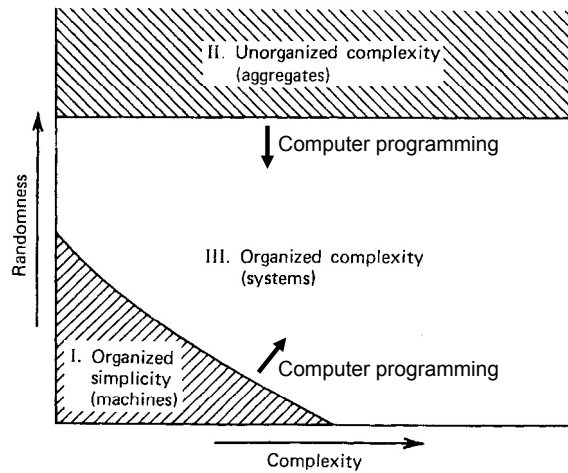 II. Unorganized complexity
(aggregates)
Computer programming
Randomness
III. Organized complexity
(systems)
I. Organized
simplicity
(machines)
Computer programming
Complexity